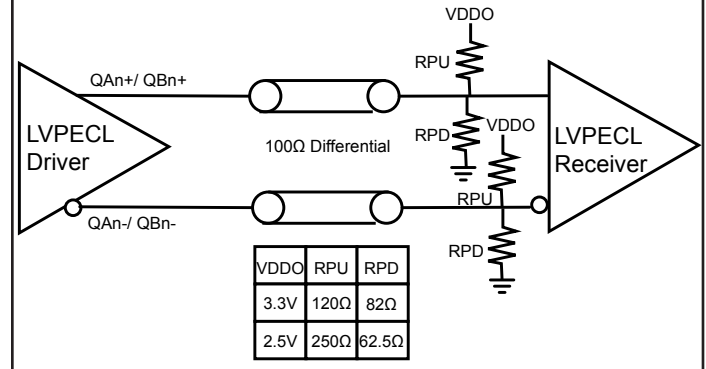 VDDO
RPU
QAn+/ QBn+
LVPECL
Driver
100Ω Differential
RPD
VDDO
LVPECL
Receiver
RPU
QAn-/ QBn-
RPD
VDDO RPU RPD
3.3V 120Ω 82Ω
2.5V 250Ω 62.5Ω